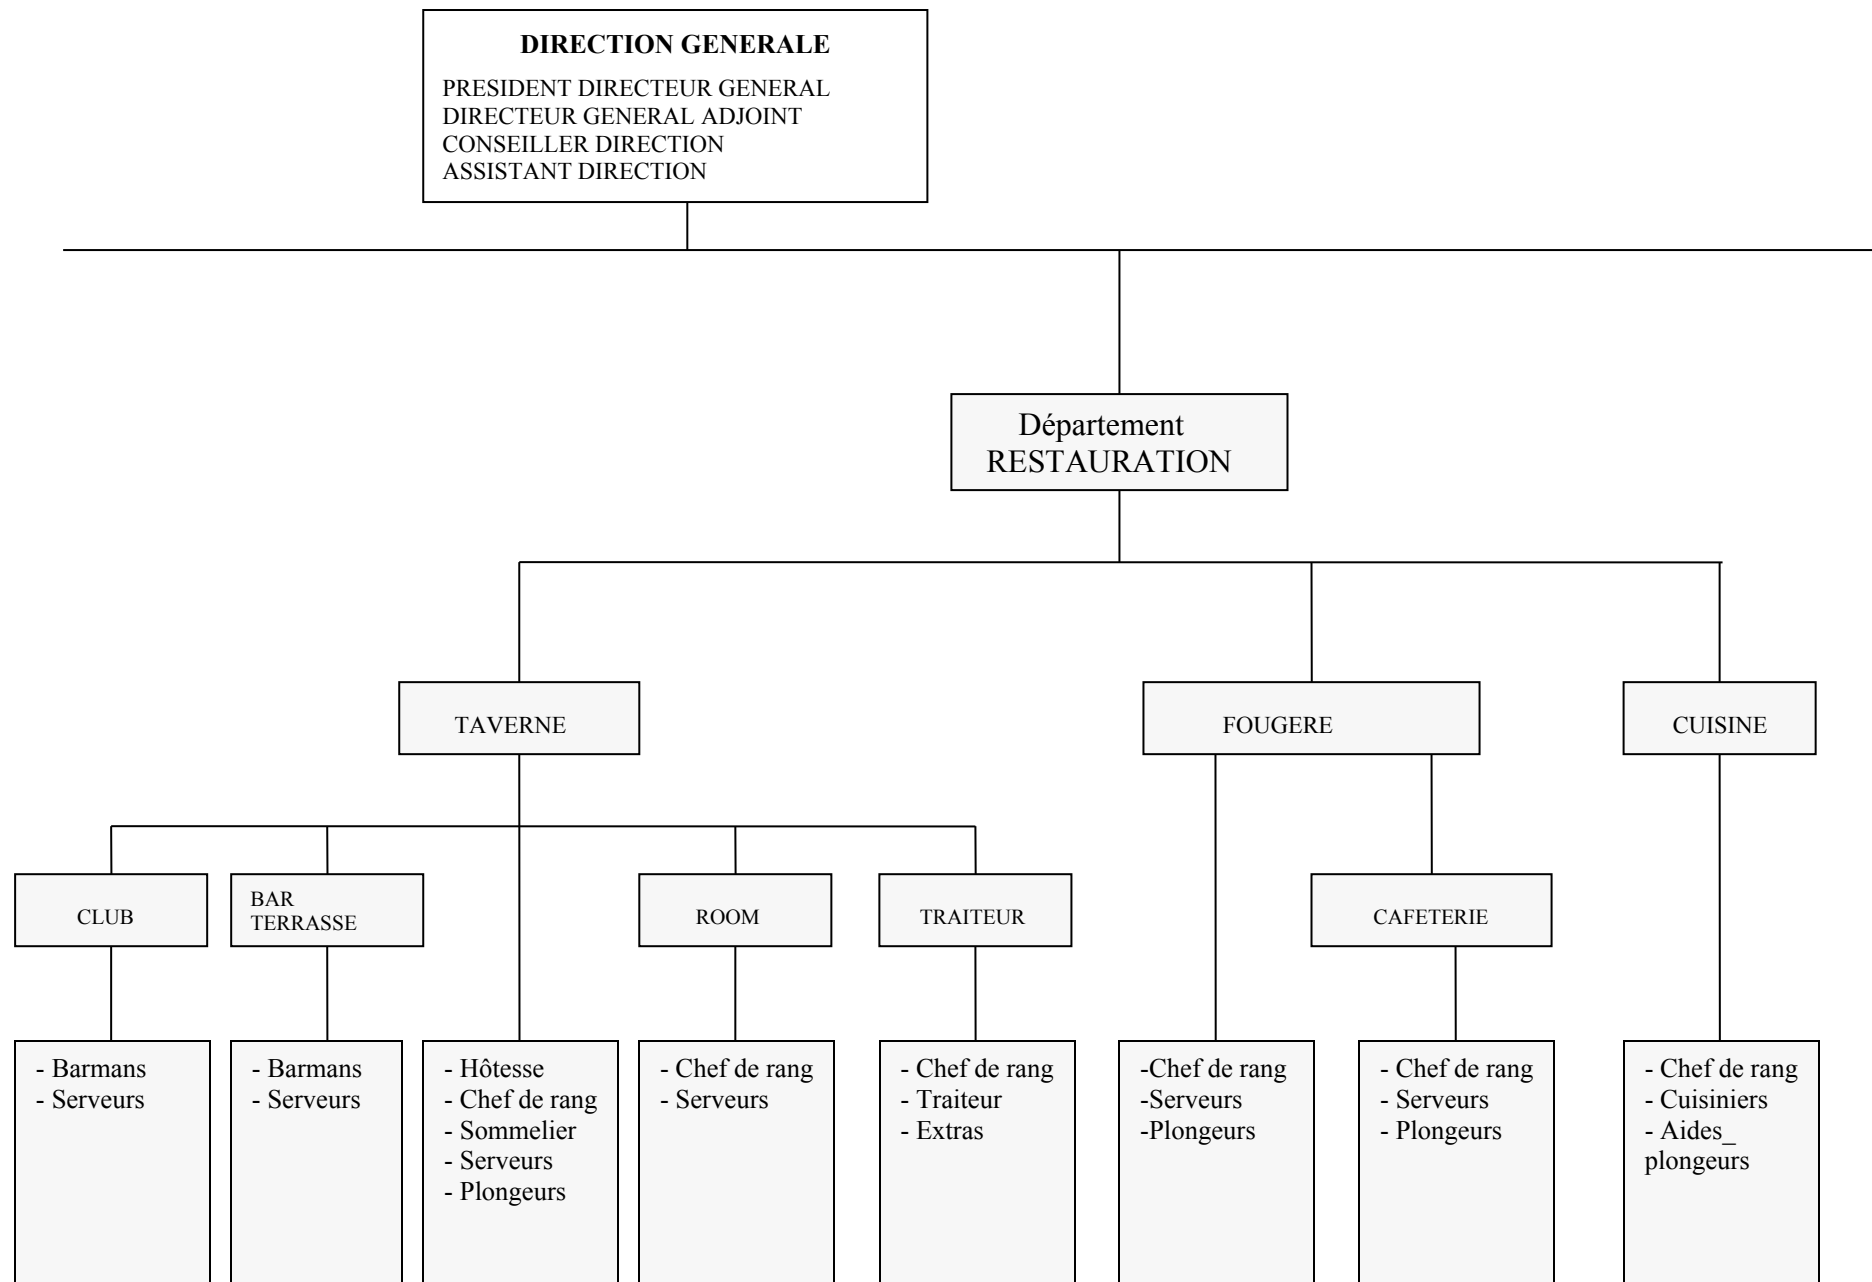 DIRECTION GENERALE
PRESIDENT DIRECTEUR GENERAL
DIRECTEUR GENERAL ADJOINT
CONSEILLER DIRECTION
ASSISTANT DIRECTION
Département
RESTAURATION
TAVERNE
FOUGERE
CUISINE
CLUB
BAR
TERRASSE
ROOM
TRAITEUR
CAFETERIE
- Barmans
- Serveurs
- Barmans
- Serveurs
- Hôtesse
- Chef de rang
- Sommelier
- Serveurs
- Plongeurs
- Chef de rang
- Serveurs
- Chef de rang
- Traiteur
- Extras
-Chef de rang
-Serveurs
-Plongeurs
- Chef de rang
- Serveurs
- Plongeurs
- Chef de rang
- Cuisiniers
- Aides_
plongeurs